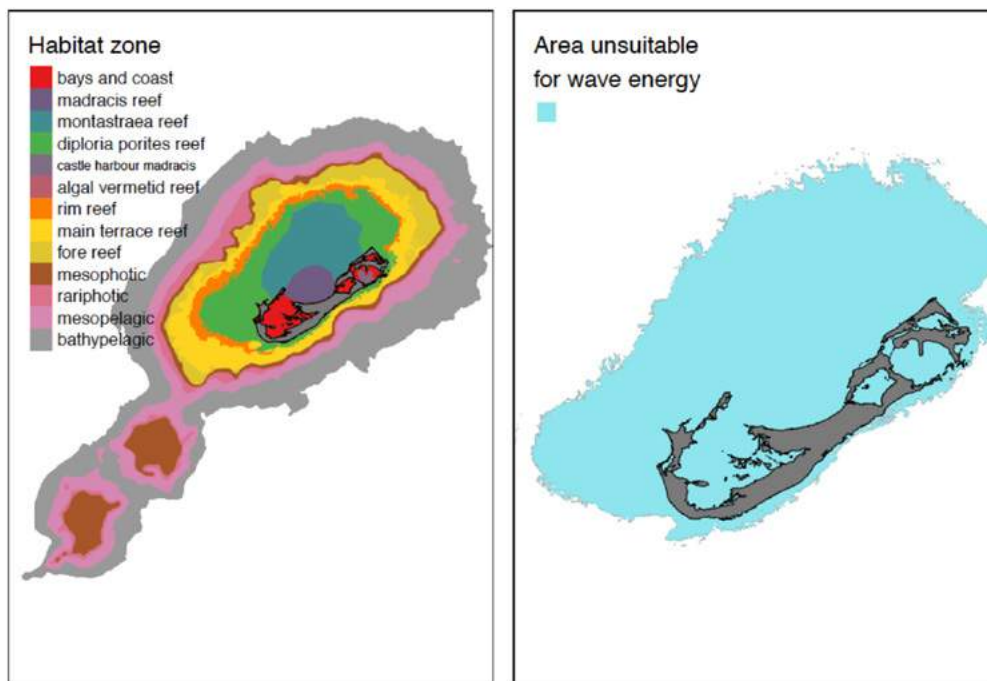 Habitat zone
bays and coast
madracis reef
montastraea reef
diploria porites reef
castle harbour madracis
algal vermetid reef
rim reef
main terrace reef
fore reef
mesophotic
rariphotic
mesopelagic
bathypelagic
Area unsuitable
for wave energy